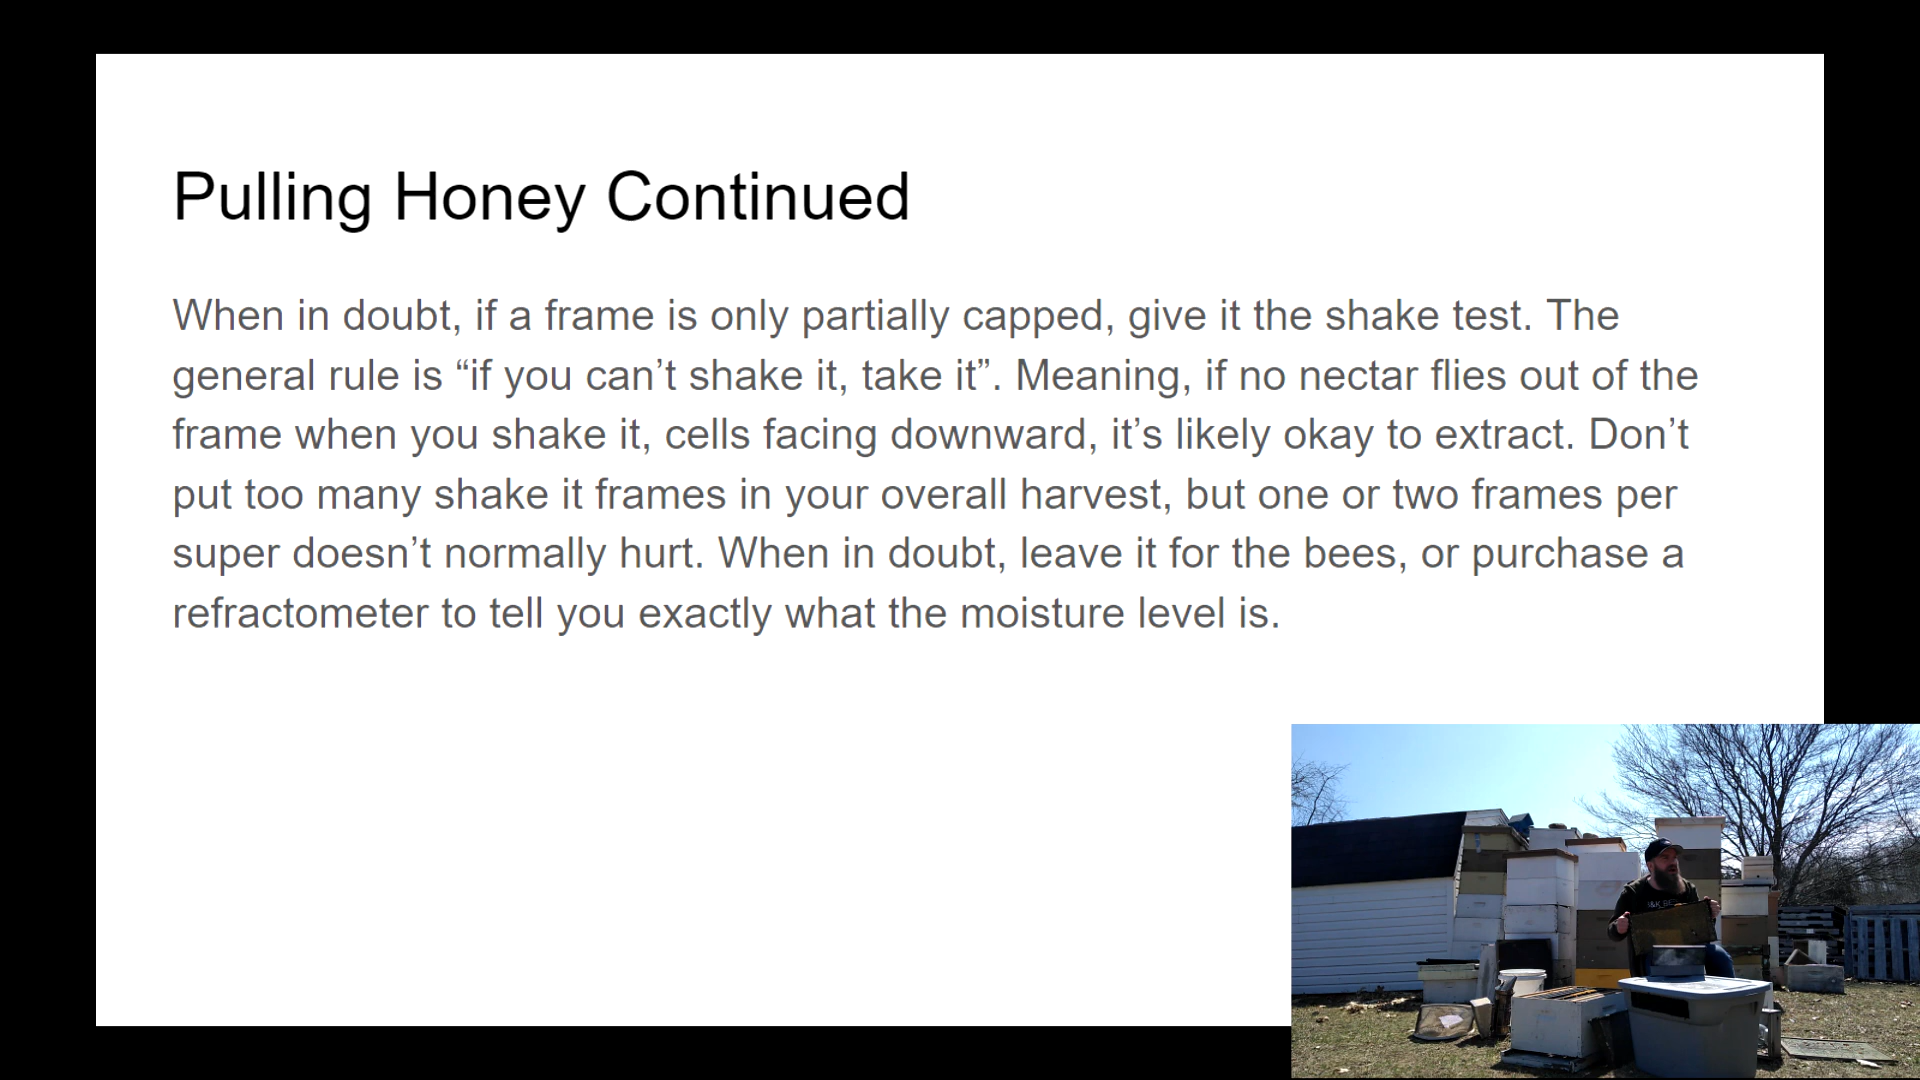 Pulling Honey Continued
When in doubt, if a frame is only partially capped, give it the shake test. The
general rule is “if you can’t shake it, take it”. Meaning, if no nectar flies out of the
frame when you shake it, cells facing downward, it’s likely okay to extract. Don’t
put too many shake it frames in your overall harvest, but one or two frames per
super doesn’t normally hurt. When in doubt, leave it for the bees, or purchase a
refractometer to tell you exactly what the moisture level is.